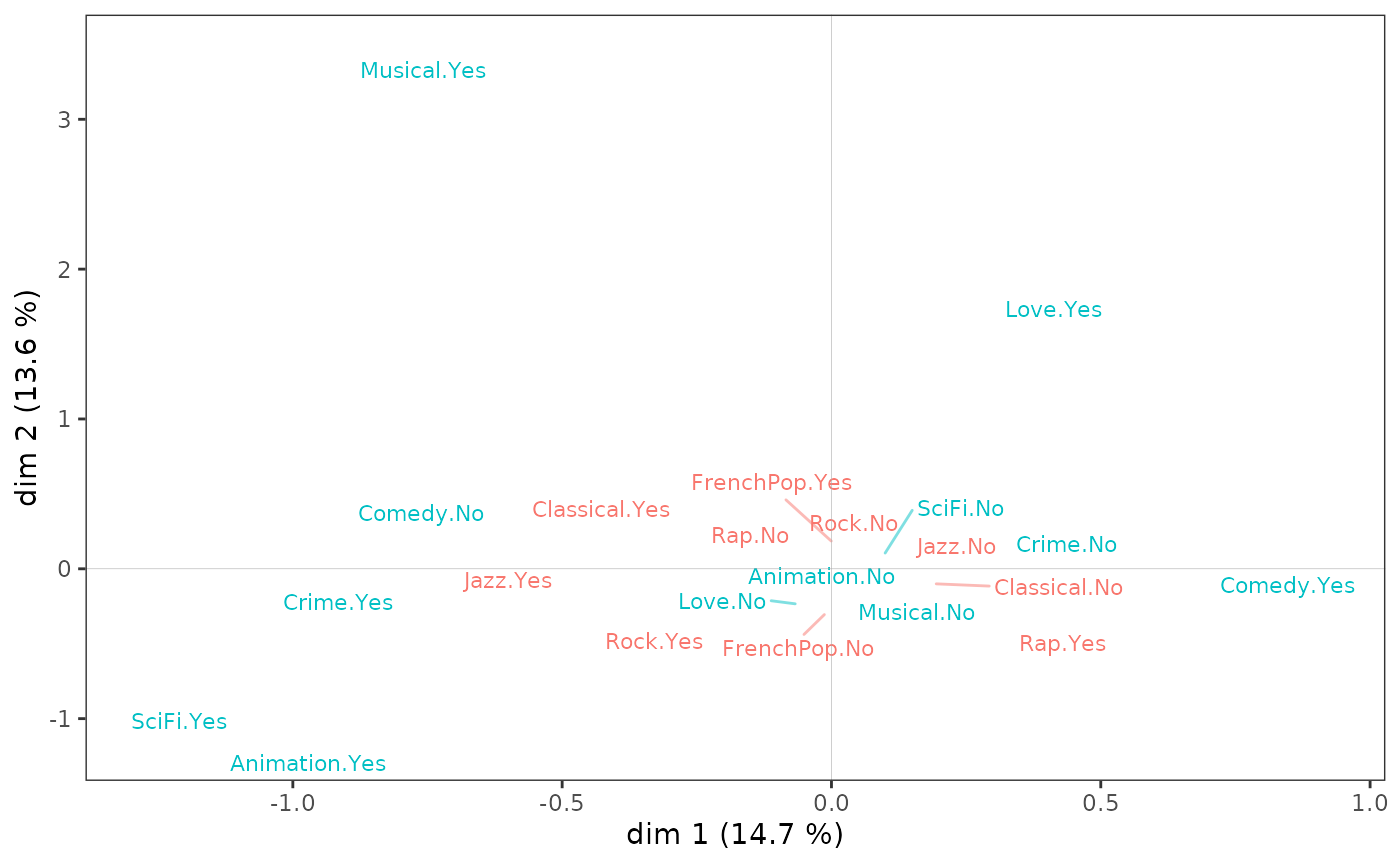 Musical.Yes
3
2
Love.Yes
1
FrenchPop.Yes
Comedy.No
Classical.Yes
SciFi.No
Rock.No
Rap.No
Jazz.No
Crime.No
0
Jazz.Yes
Animation.No
Classical.No
Comedy.Yes
Crime.Yes
Love.No
Musical.No
Rock.Yes
FrenchPop.No
Rap.Yes
-1
SciFi.Yes
Animation.Yes
-1.0
-0.5
0.0
0.5
1.0
dim 1 (14.7 %)
dim 2 (13.6 %)